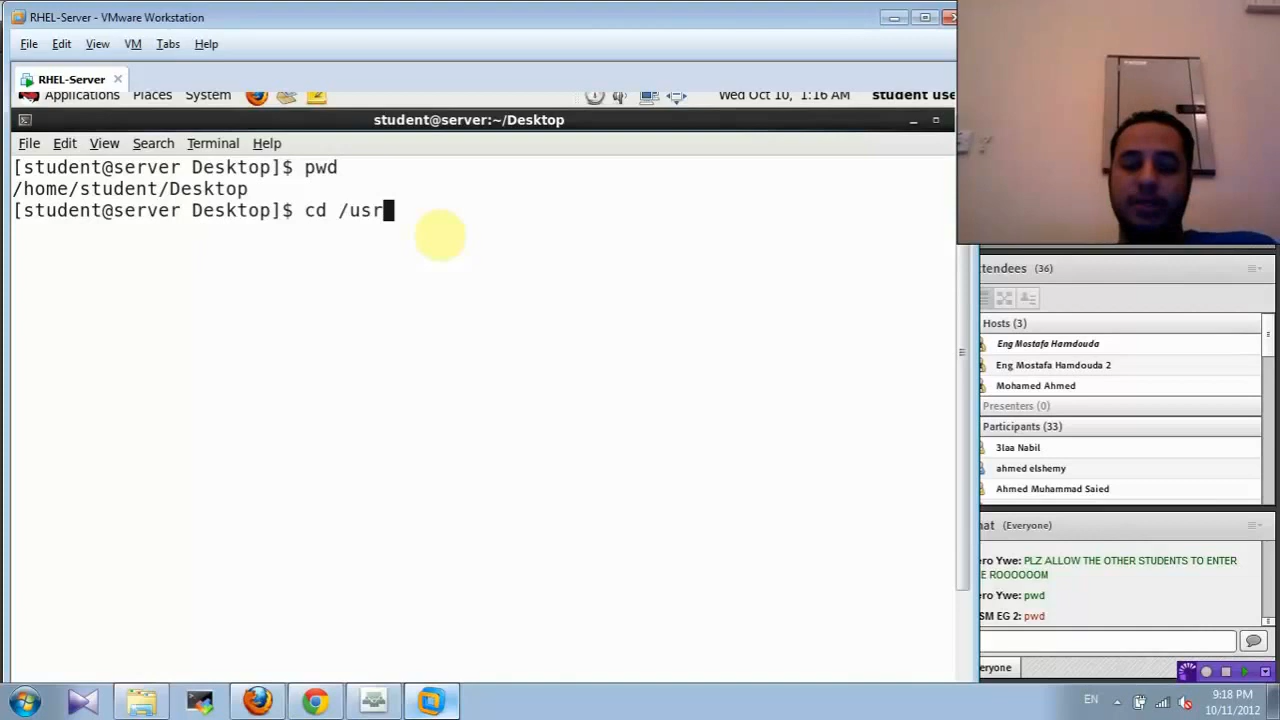 RHEL-Server - VMware Workstation
File Edit View VM Tabs Help
RHEL-Server
Applications Places System Wed Oct 10, 1:16 AM student use
student@server:~/Desktop
File Edit View Search Terminal Help
[student@server Desktop]$ pwd
/home/student/Desktop
[student@server Desktop]$ cd /usr
tendees (36)
Hosts (3)
Eng Mostafa Hamdouda
Eng Mostafa Hamdouda 2
Mohamed Ahmed
Presenters (0)
Participants (33)
3laa Nabil
ahmed elshemy
Ahmed Muhammad Saied
hat (Everyone)
ero Ywe: PLZ ALLOW THE OTHER STUDENTS TO ENTER
E ROOOOOOM
ero Ywe: pwd
SM EG 2: pwd
eryone
EN
9:18 PM
10/11/2012